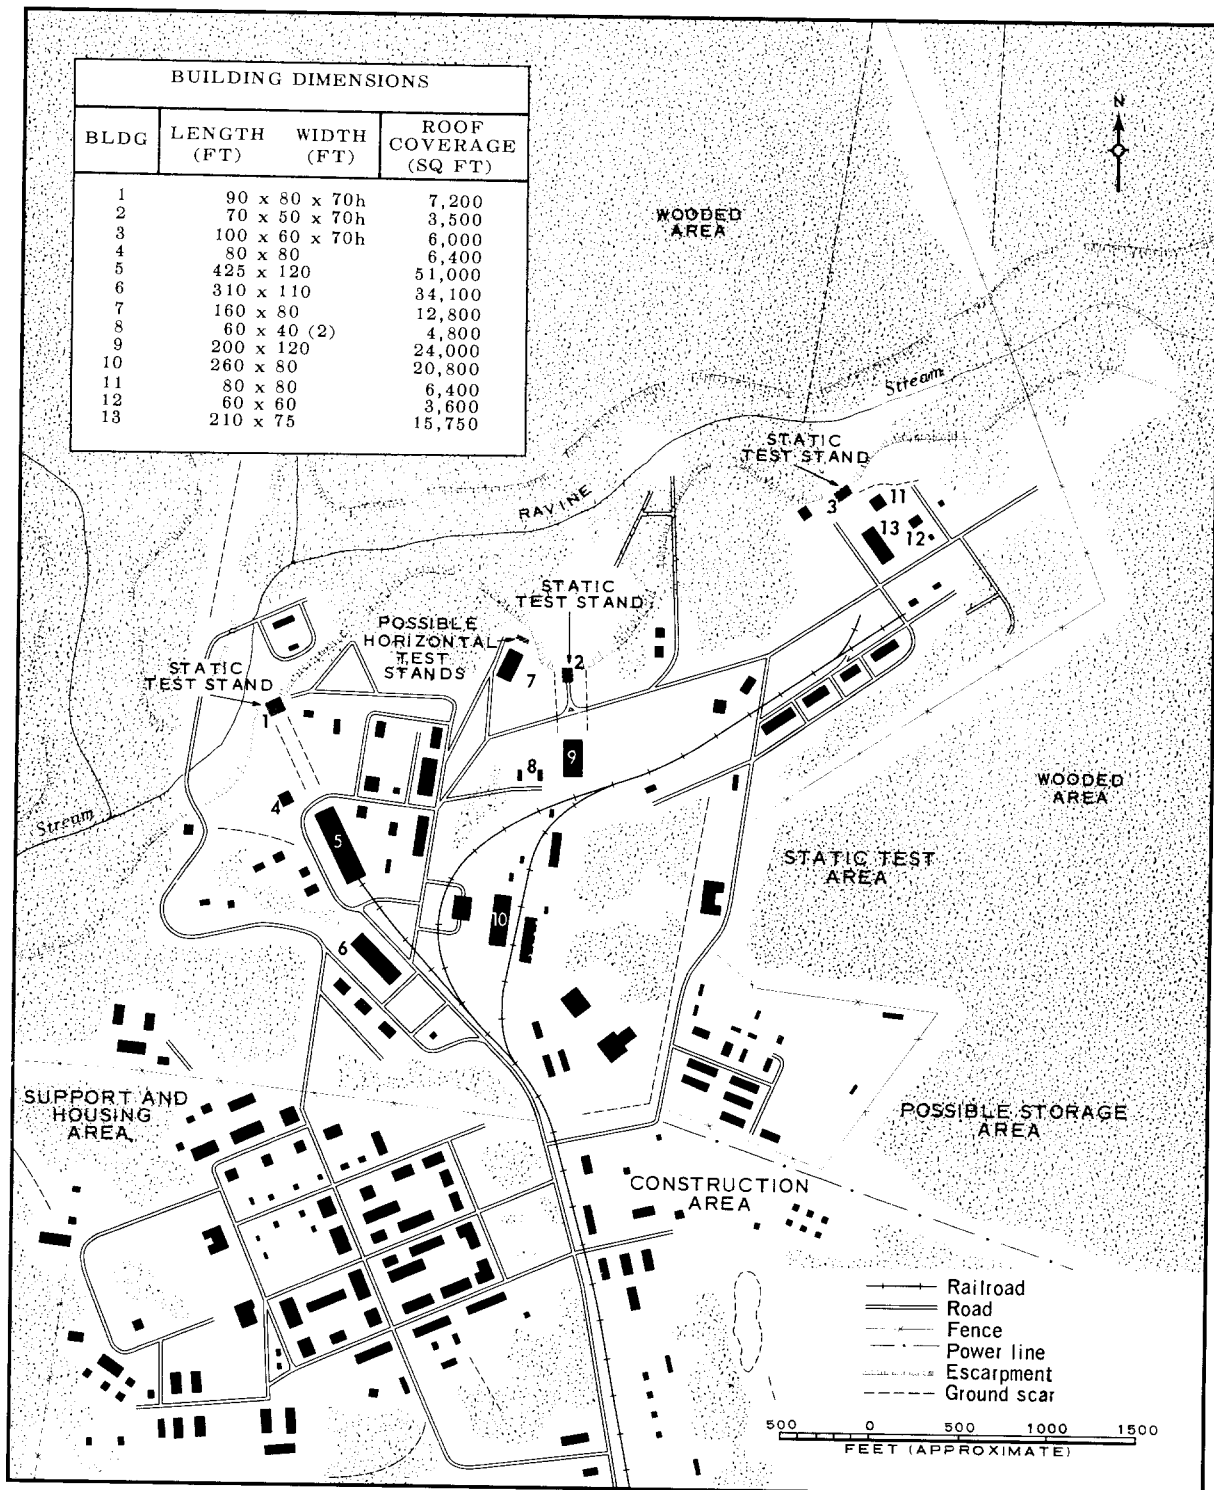 BUILDING DIMENSIONS
BLDG LENGTH (FT) WIDTH (FT) ROOF COVERAGE (SQ FT)
1 90 x 80 x 70h 7,200
2 70 x 50 x 70h 3,500
3 100 x 60 x 70h 6,000
4 80 x 80 6,400
5 425 x 120 51,000
6 310 x 110 34,100
7 160 x 80 12,800
8 60 x 40 (2) 4,800
9 200 x 120 24,000
10 260 x 80 20,800
11 80 x 80 6,400
12 60 x 60 3,600
13 210 x 75 15,750
N
WOODED
AREA
Stream
STATIC
TEST STAND
3
11
13
12
RAVINE
STATIC
TEST STAND
2
POSSIBLE
HORIZONTAL
TEST
STANDS
7
STATIC
TEST STAND
1
9
8
WOODED
AREA
Stream
4
5
STATIC TEST
AREA
10
6
SUPPORT AND
HOUSING
AREA
POSSIBLE STORAGE
AREA
CONSTRUCTION
AREA
Railroad
Road
Fence
Power line
Escarpment
Ground scar
500 0 500 1000 1500
FEET (APPROXIMATE)